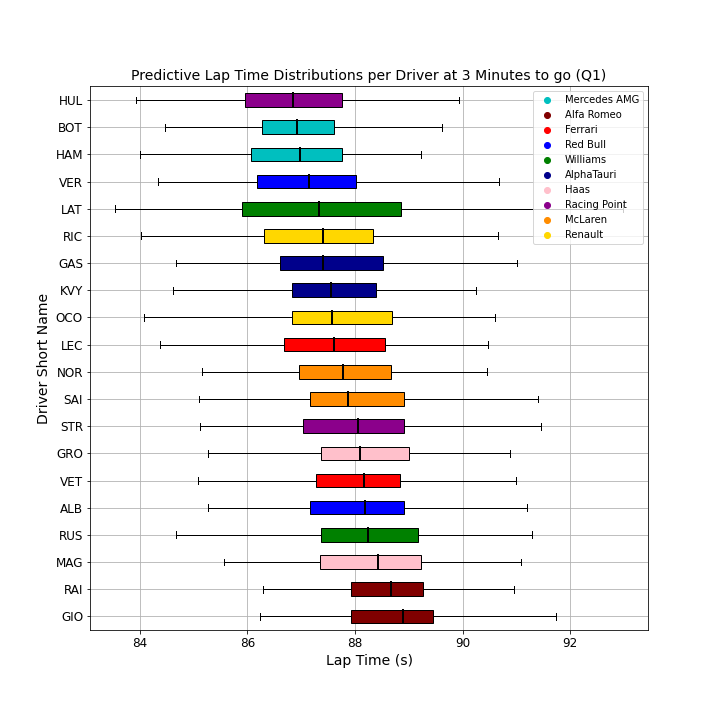 Predictive Lap Time Distributions per Driver at 3 Minutes to go (Q1)
HUL
BOT
HAM
VER
LAT
RIC
GAS
KVY
OCO
LEC
NOR
SAI
STR
GRO
VET
ALB
RUS
MAG
RAI
GIO
Driver Short Name
Mercedes AMG
Alfa Romeo
Ferrari
Red Bull
Williams
AlphaTauri
Haas
Racing Point
McLaren
Renault
84 86 88 90 92
Lap Time (s)